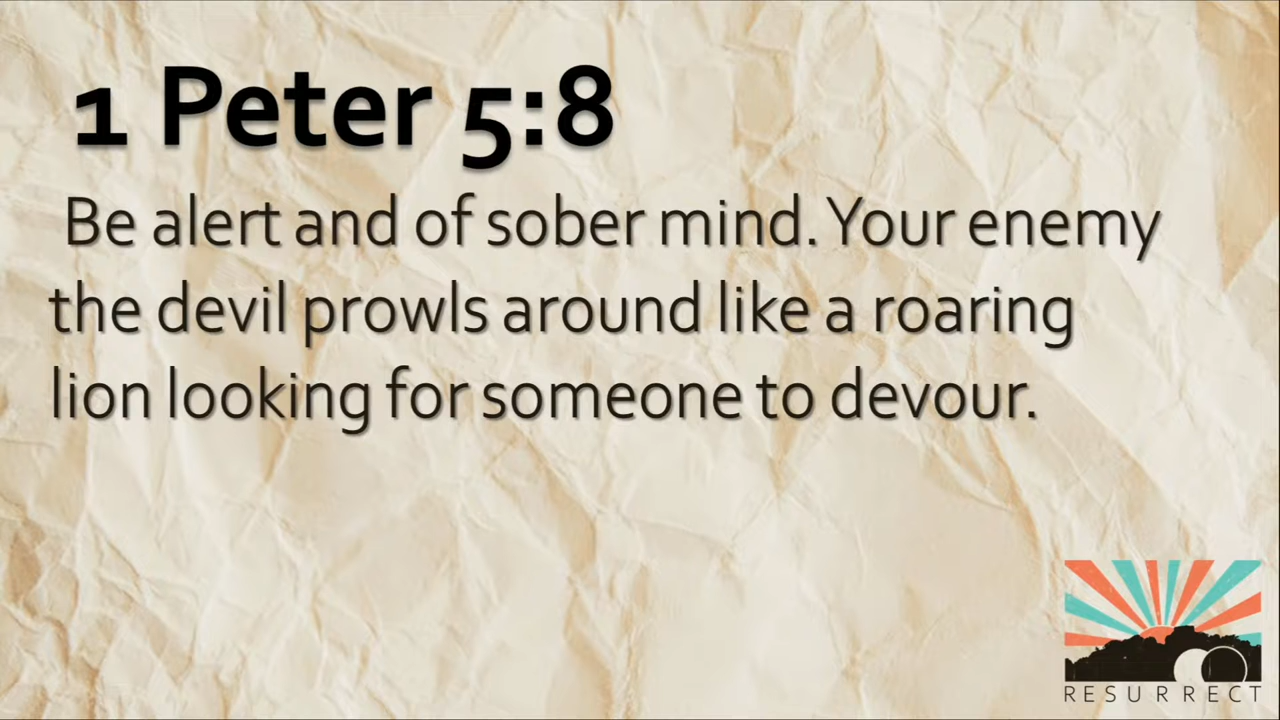 1 Peter 5:8
Be alert and of sober mind. Your enemy
the devil prowls around like a roaring
lion looking for someone to devour.
RESURRECT